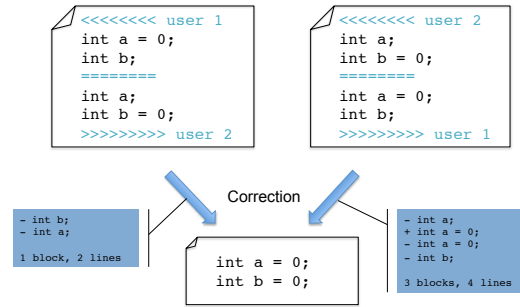 <<<<<<<< user 1
int a = 0;
int b;
========
int a;
int b = 0;
>>>>>>>>> user 2
<<<<<<<< user 2
int a;
int b = 0;
========
int a = 0;
int b;
>>>>>>>>> user 1
Correction
- int b;
- int a;
1 block, 2 lines
int a = 0;
int b = 0;
- int a;
+ int a = 0;
- int a = 0;
- int b;
3 blocks, 4 lines